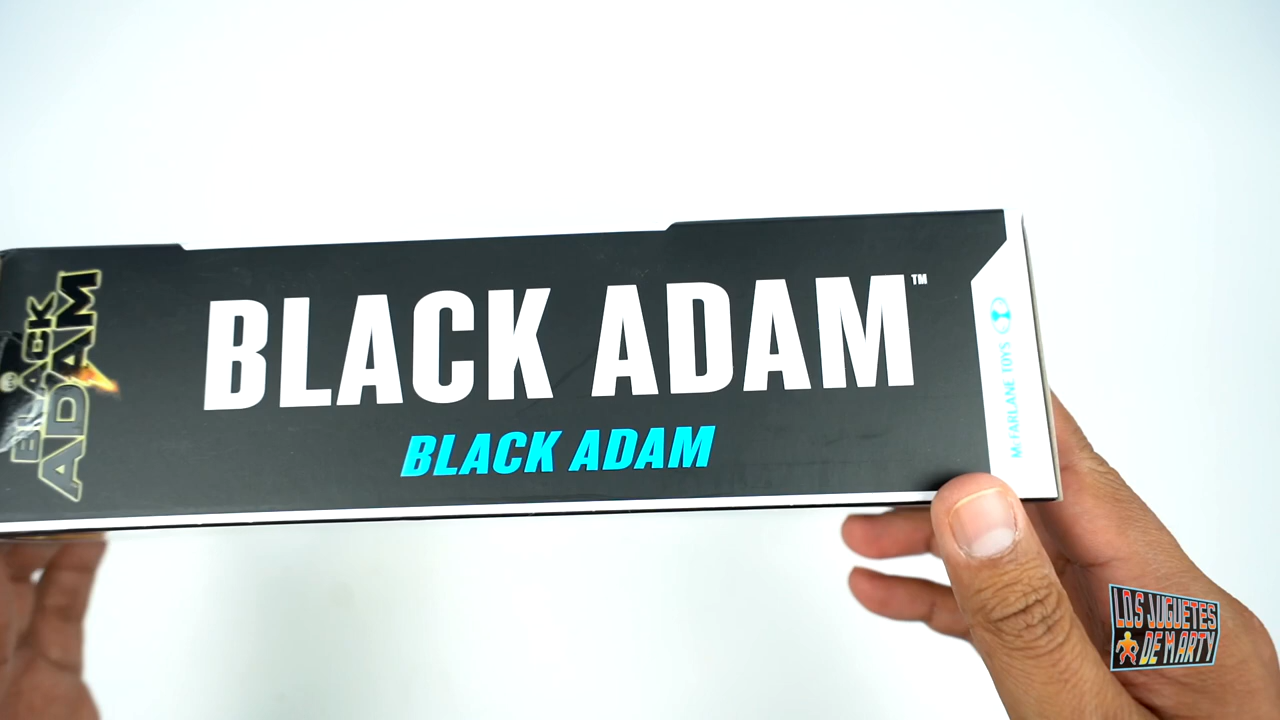 BLACK ADAM™
BLACK ADAM
BLACK
ADAM
McFARLANE TOYS
LOS JUGUETES
DE MARTY